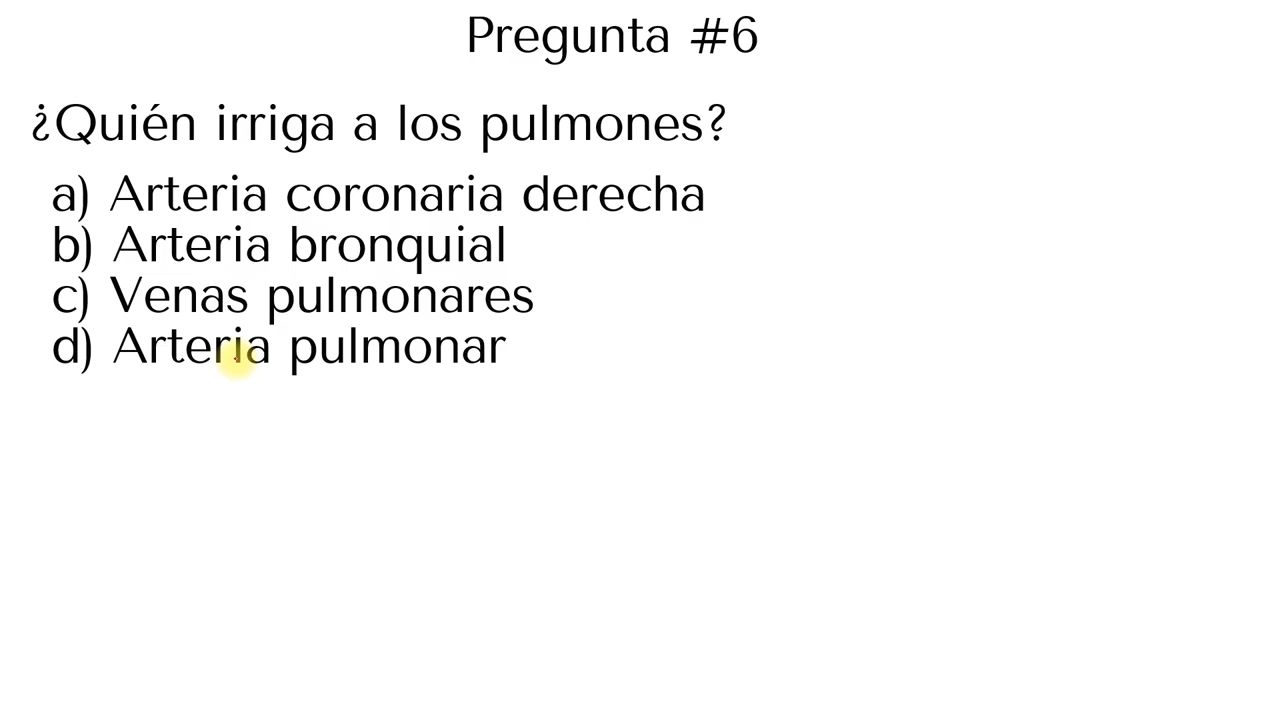 Pregunta #6
¿Quién irriga a los pulmones?
a) Arteria coronaria derecha
b) Arteria bronquial
c) Venas pulmonares
d) Arteria pulmonar